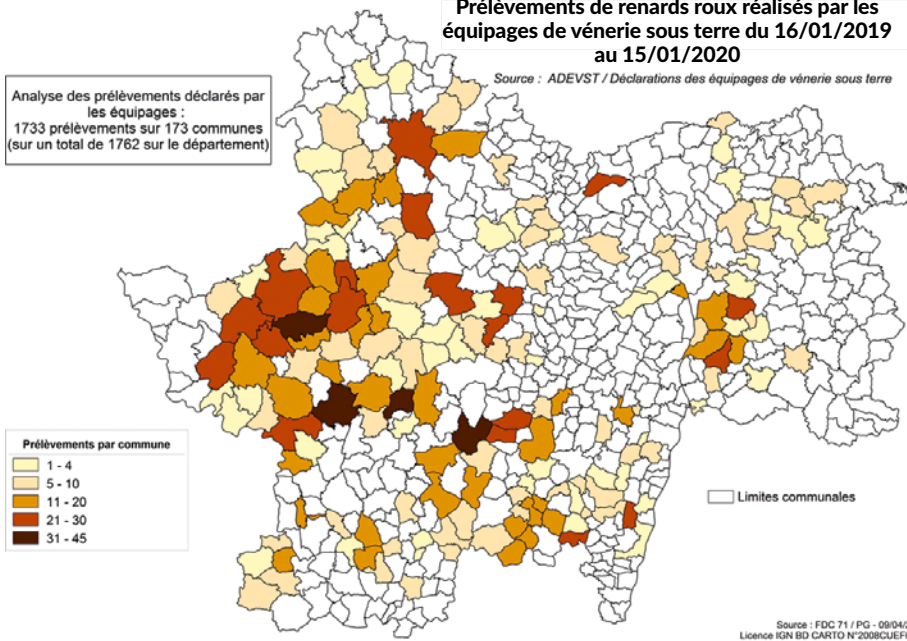 Prélèvements de renards roux réalisés par les
équipages de vénerie sous terre du 16/01/2019
au 15/01/2020
Source : ADEVST / Déclarations des équipages de vénerie sous terre
Analyse des prélèvements déclarés par
les équipages :
1733 prélèvements sur 173 communes
(sur un total de 1762 sur le département)
Prélèvements par commune
1 - 4
5 - 10
11 - 20
21 - 30
31 - 45
Limites communales
Source : FDC 71 / PG - 09/04/2
Licence IGN BD CARTO N°2008CUEF